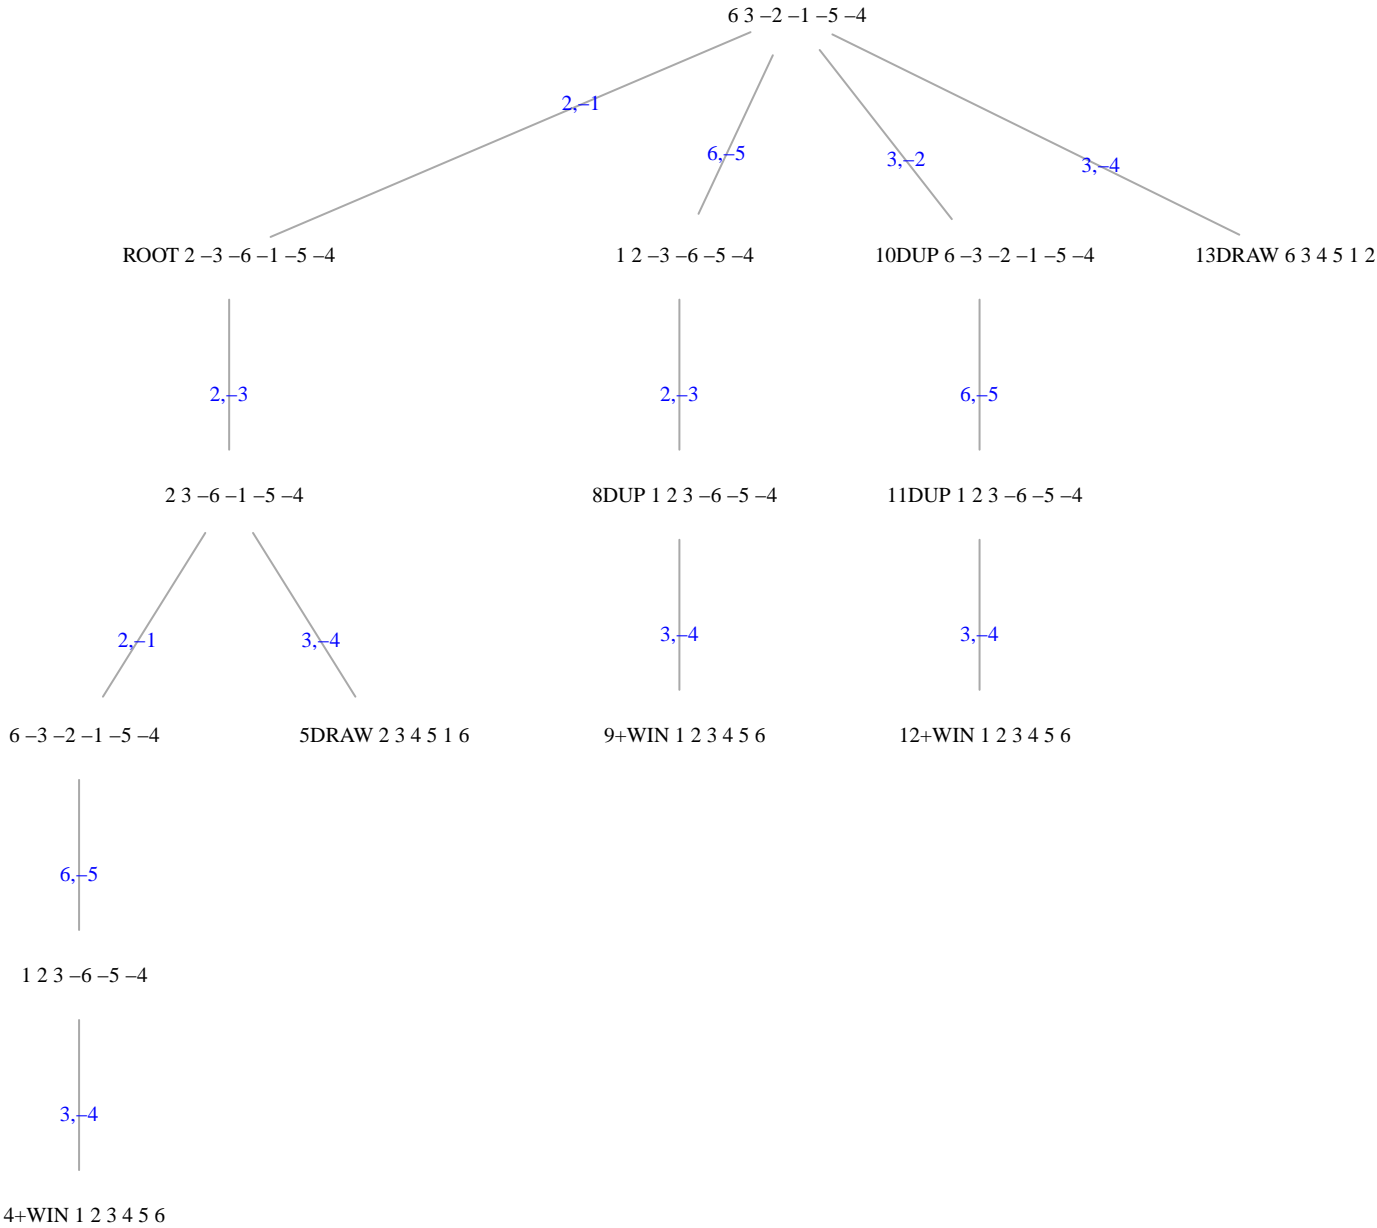 6 3 –2 –1 –5 –4
2,–1
6,–5
3,–2
3,–4
ROOT 2 –3 –6 –1 –5 –4
1 2 –3 –6 –5 –4
10DUP 6 –3 –2 –1 –5 –4
13DRAW 6 3 4 5 1 2
2,–3
2,–3
6,–5
2 3 –6 –1 –5 –4
8DUP 1 2 3 –6 –5 –4
11DUP 1 2 3 –6 –5 –4
2,–1
3,–4
3,–4
3,–4
6 –3 –2 –1 –5 –4
5DRAW 2 3 4 5 1 6
9+WIN 1 2 3 4 5 6
12+WIN 1 2 3 4 5 6
6,–5
1 2 3 –6 –5 –4
3,–4
4+WIN 1 2 3 4 5 6